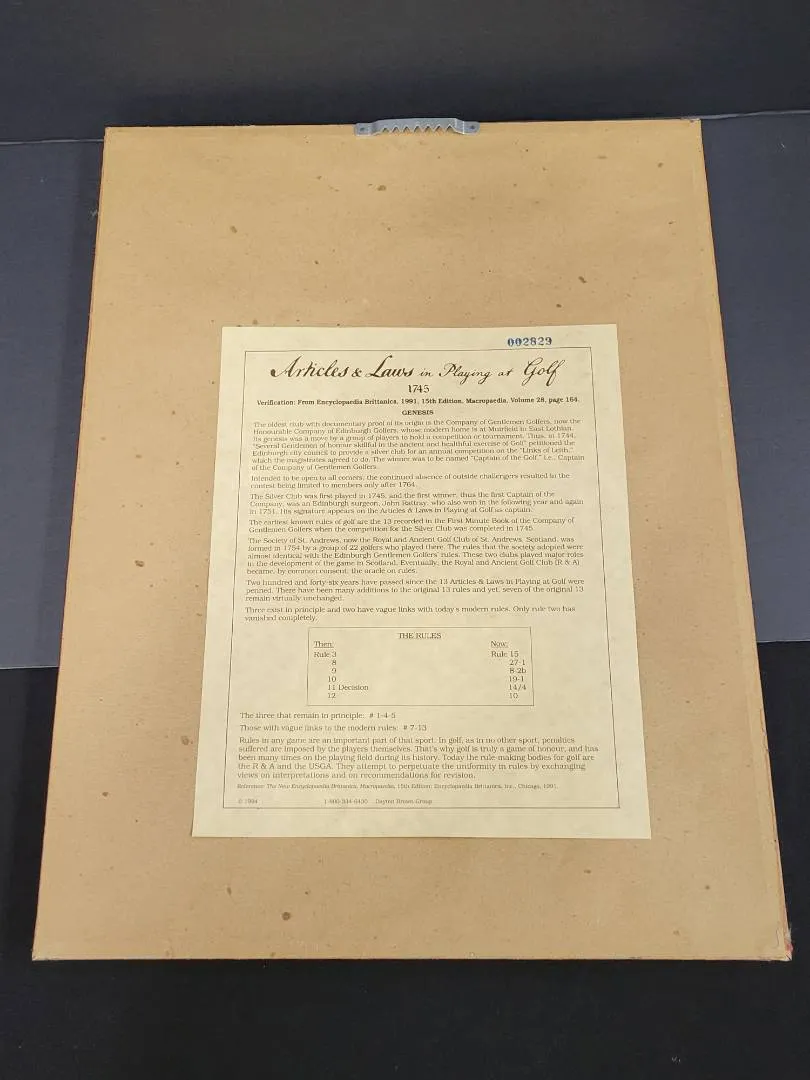 002829
Articles & Laws in Playing at Golf
1745
Verification: From Encyclopaedia Brittanica, 1991, 15th Edition, Macropaedia, Volume 28, page 164.
GENESIS
The oldest club with documentary proof of its origin is the Company of Gentlemen Golfers, now the
Honourable Company of Edinburgh Golfers, whose modern home is at Muirfield in East Lothian.
Its genesis was a move by a group of players to hold a competition or tournament. Thus, in 1744,
"Several Gentlemen of honour skillful in the ancient and healthful exercise of Golf" petitioned the
Edinburgh city council to provide a silver club for an annual competition on the "Links of Leith,"
which the magistrates agreed to do. The winner was to be named "Captain of the Golf," i.e., Captain
of the Company of Gentlemen Golfers.
Intended to be open to all comers, the continued absence of outside challengers resulted in the
contest being limited to members only after 1764.
The Silver Club was first played in 1745, and the first winner, thus the first Captain of the
Company, was an Edinburgh surgeon, John Rattray, who also won in the following year and again
in 1751. His signature appears on the Articles & Laws in Playing at Golf as captain.
The earliest known rules of golf are the 13 recorded in the First Minute Book of the Company of
Gentlemen Golfers when the competition for the Silver Club was completed in 1745.
The Society of St. Andrews, now the Royal and Ancient Golf Club of St. Andrews, Scotland, was
formed in 1754 by a group of 22 golfers who played there. The rules that the society adopted were
almost identical with the Edinburgh Gentlemen Golfers' rules. These two clubs played major roles
in the development of the game in Scotland. Eventually, the Royal and Ancient Golf Club (R & A)
became, by common consent, the oracle on rules.
Two hundred and forty-six years have passed since the 13 Articles & Laws in Playing at Golf were
penned. There have been many additions to the original 13 rules and yet, seven of the original 13
remain virtually unchanged.
Three exist in principle and two have vague links with today's modern rules. Only rule two has
vanished completely.
THE RULES
Then: Now:
Rule 3 Rule 15
8 27-1
9 8-2b
10 19-1
11 Decision 14/4
12 10
The three that remain in principle: # 1-4-5
Those with vague links to the modern rules: # 7-13
Rules in any game are an important part of that sport. In golf, as in no other sport, penalties
suffered are imposed by the players themselves. That's why golf is truly a game of honour, and has
been many times on the playing field during its history. Today the rule making bodies for golf are
the R & A and the USGA. They attempt to perpetuate the uniformity in rules by exchanging
views on interpretations and on recommendations for revision.
Reference: The New Encyclopaedia Britanica, Macropaedia, 15th Edition, Encyclopaedia Britanica, Inc., Chicago, 1991.
© 1994 1-800-334-6430 Dayton Brown Group